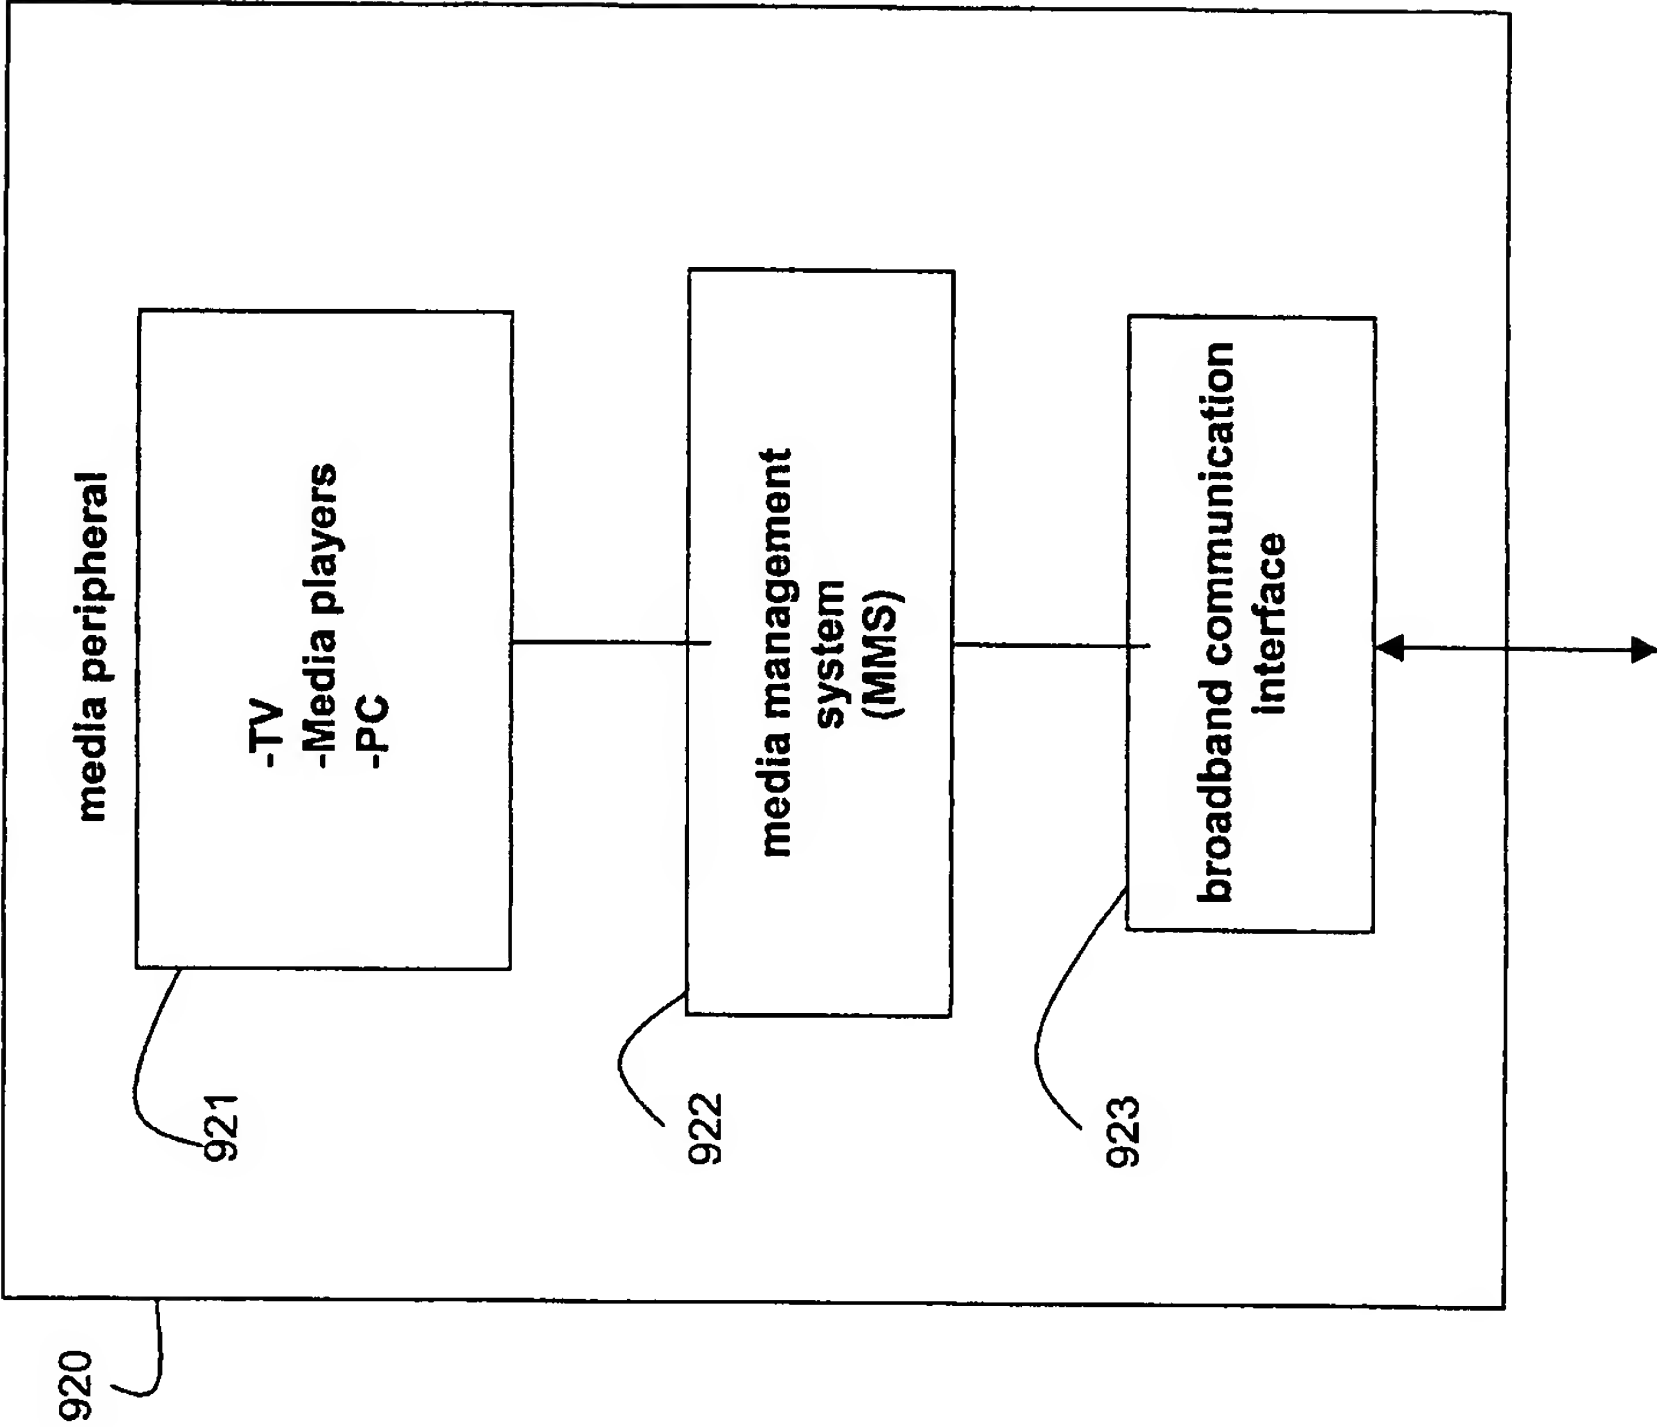 920
media peripheral
-TV
-Media players
-PC
921
media management
system
(MMS)
922
broadband communication
interface
923